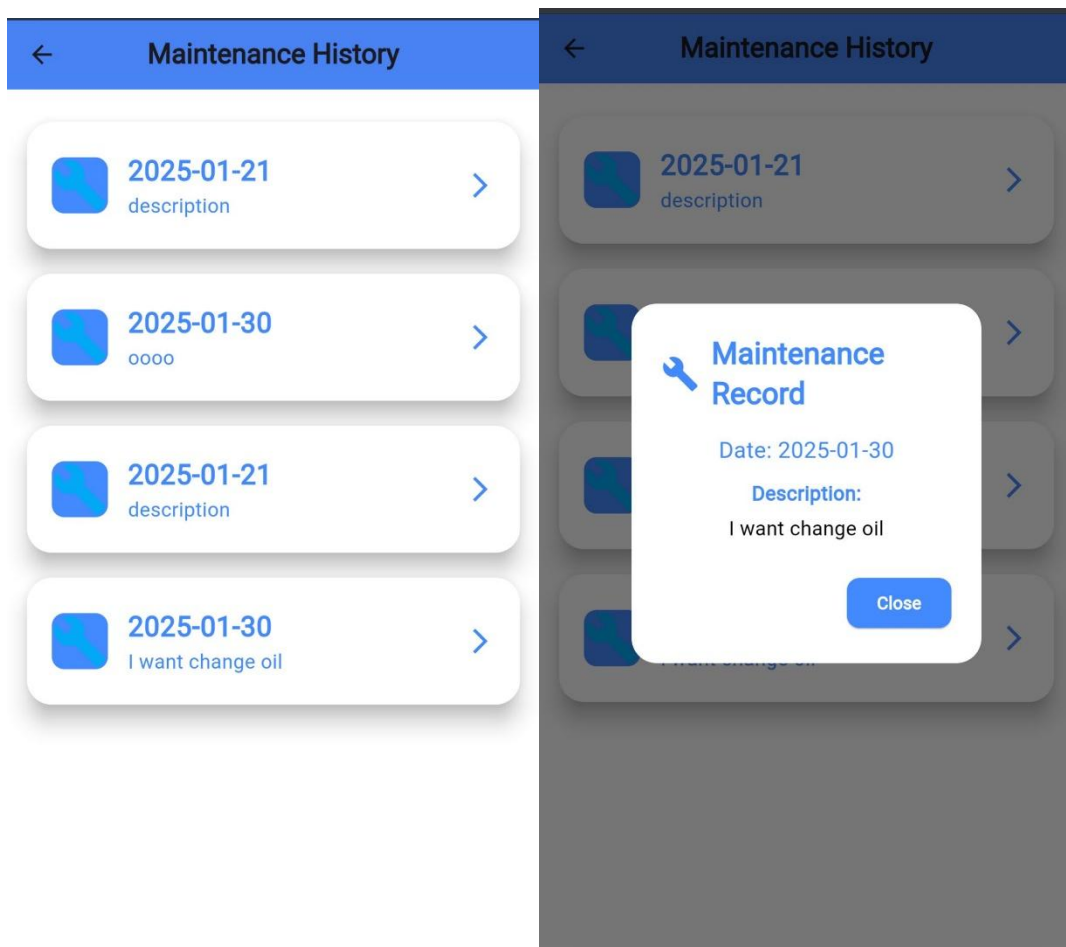 Maintenance History
2025-01-21
description
2025-01-30
oooo
2025-01-21
description
2025-01-30
I want change oil
Maintenance History
2025-01-21
description
Maintenance
Record
Date: 2025-01-30
Description:
I want change oil
Close